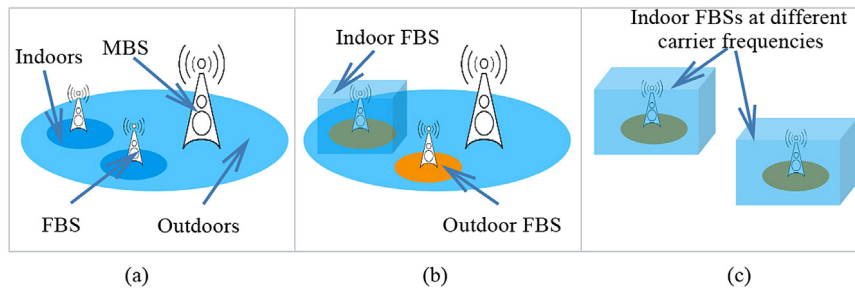 Indoors
MBS
FBS
Outdoors
(a)
Indoor FBS
Outdoor FBS
(b)
Indoor FBSs at different
carrier frequencies
(c)